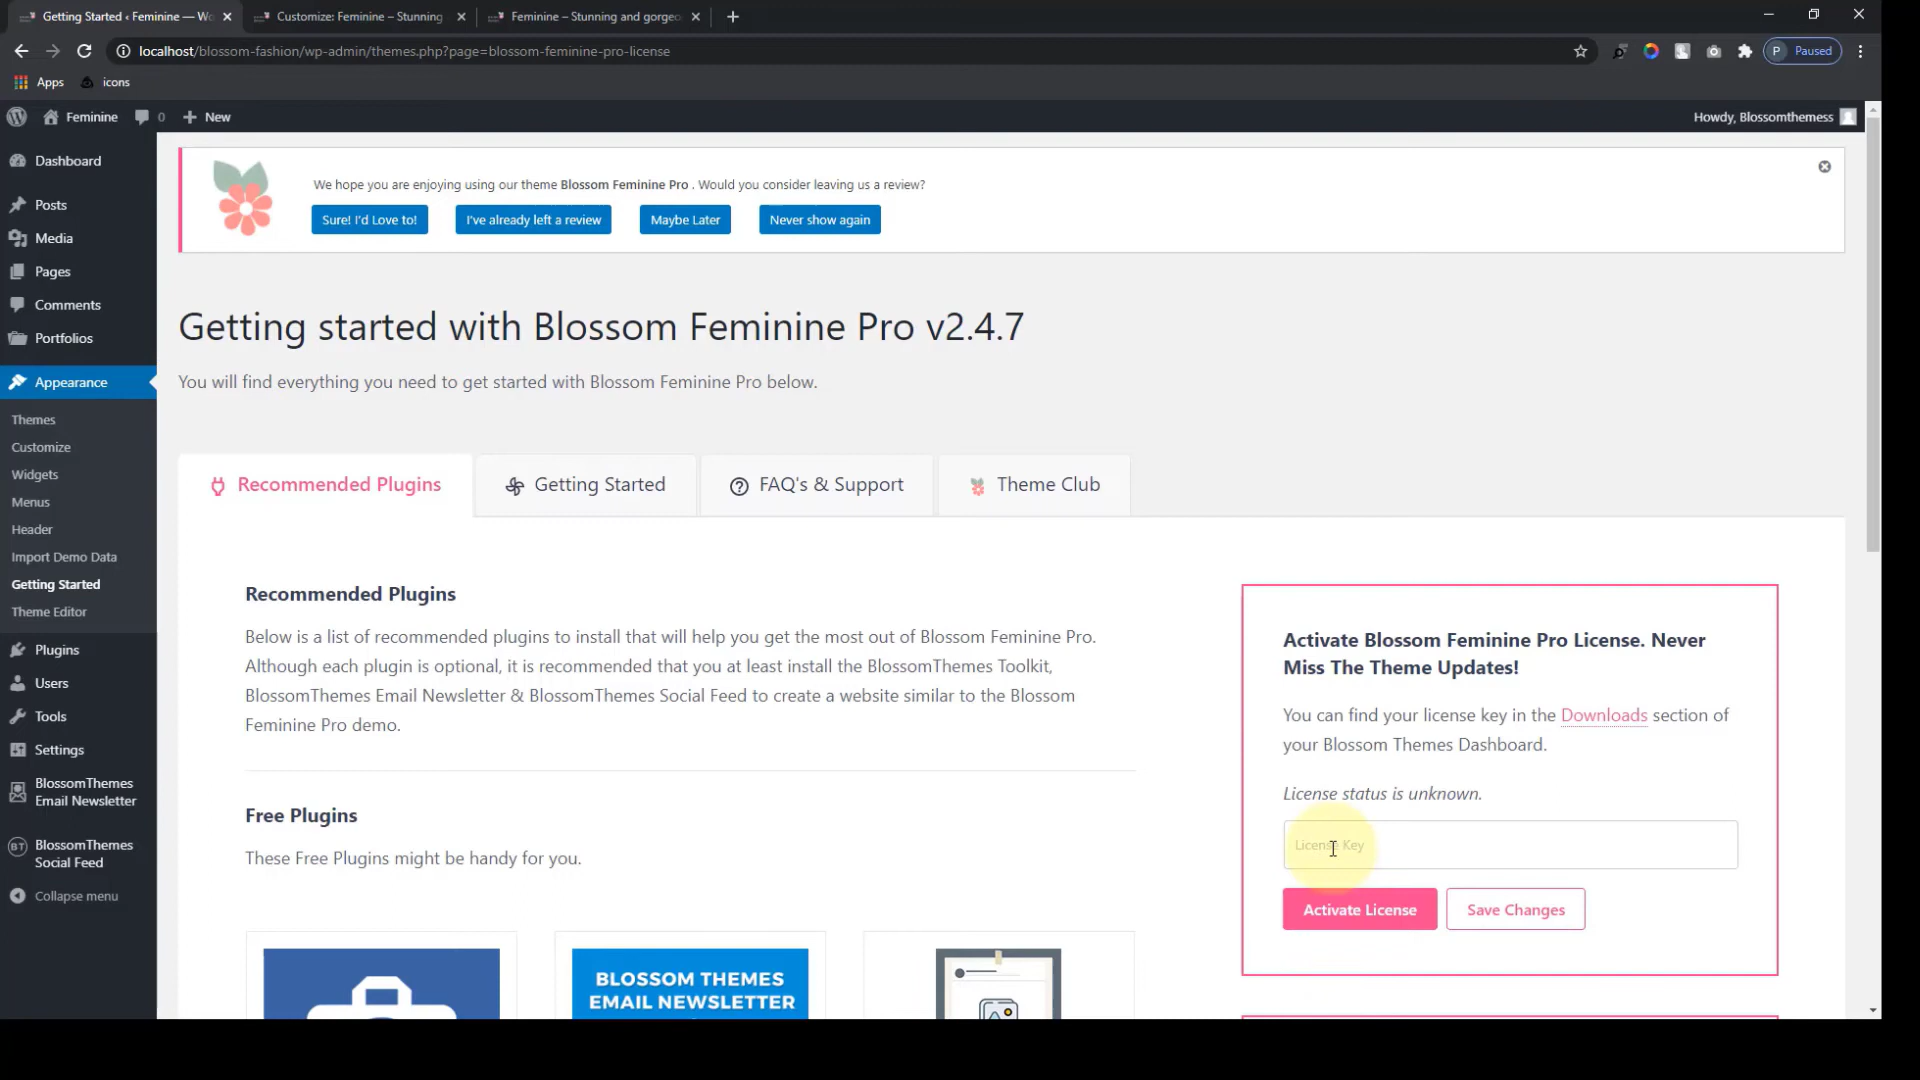 Getting Started ‹ Feminine — Wo
Customize: Feminine – Stunning
Feminine – Stunning and gorgeo
localhost/blossom-fashion/wp-admin/themes.php?page=blossom-feminine-pro-license
P Paused
Apps
icons
Feminine
0
New
Howdy, Blossomthemess
Dashboard
Posts
Media
Pages
Comments
Portfolios
Appearance
Themes
Customize
Widgets
Menus
Header
Import Demo Data
Getting Started
Theme Editor
Plugins
Users
Tools
Settings
BlossomThemes
Email Newsletter
BT
BlossomThemes
Social Feed
Collapse menu
We hope you are enjoying using our theme Blossom Feminine Pro . Would you consider leaving us a review?
Sure! I'd Love to!
I've already left a review
Maybe Later
Never show again
Getting started with Blossom Feminine Pro v2.4.7
You will find everything you need to get started with Blossom Feminine Pro below.
Recommended Plugins
Getting Started
FAQ's & Support
Theme Club
Recommended Plugins
Below is a list of recommended plugins to install that will help you get the most out of Blossom Feminine Pro.
Although each plugin is optional, it is recommended that you at least install the BlossomThemes Toolkit,
BlossomThemes Email Newsletter & BlossomThemes Social Feed to create a website similar to the Blossom
Feminine Pro demo.
Free Plugins
These Free Plugins might be handy for you.
BLOSSOM THEMES
EMAIL NEWSLETTER
Activate Blossom Feminine Pro License. Never
Miss The Theme Updates!
You can find your license key in the Downloads section of
your Blossom Themes Dashboard.
License status is unknown.
License Key
Activate License
Save Changes